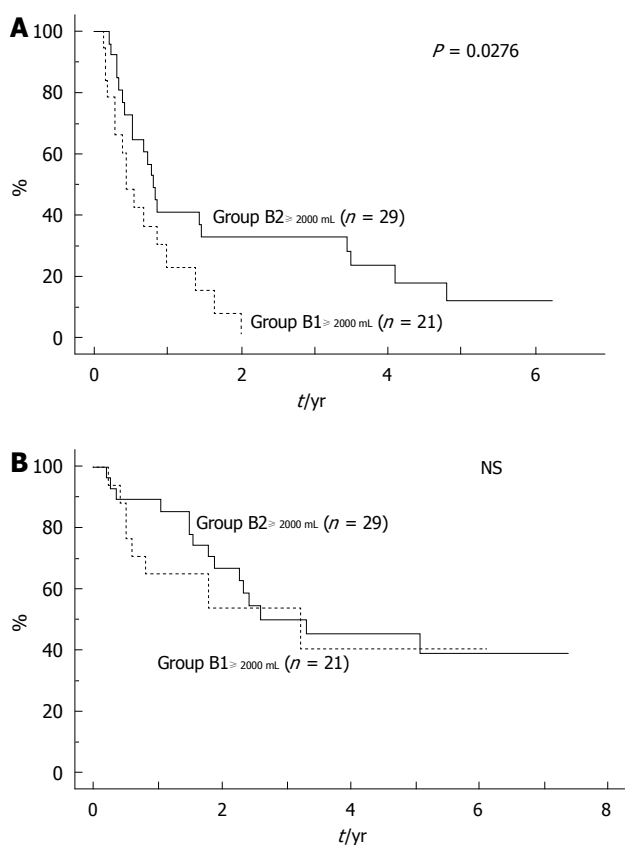 A
100
80
60
40
20
0
%
P = 0.0276
Group B2≥ 2000 mL (n = 29)
Group B1≥ 2000 mL (n = 21)
0 2 4 6
t/yr
B
100
80
60
40
20
0
%
NS
Group B2≥ 2000 mL (n = 29)
Group B1≥ 2000 mL (n = 21)
0 2 4 6 8
t/yr